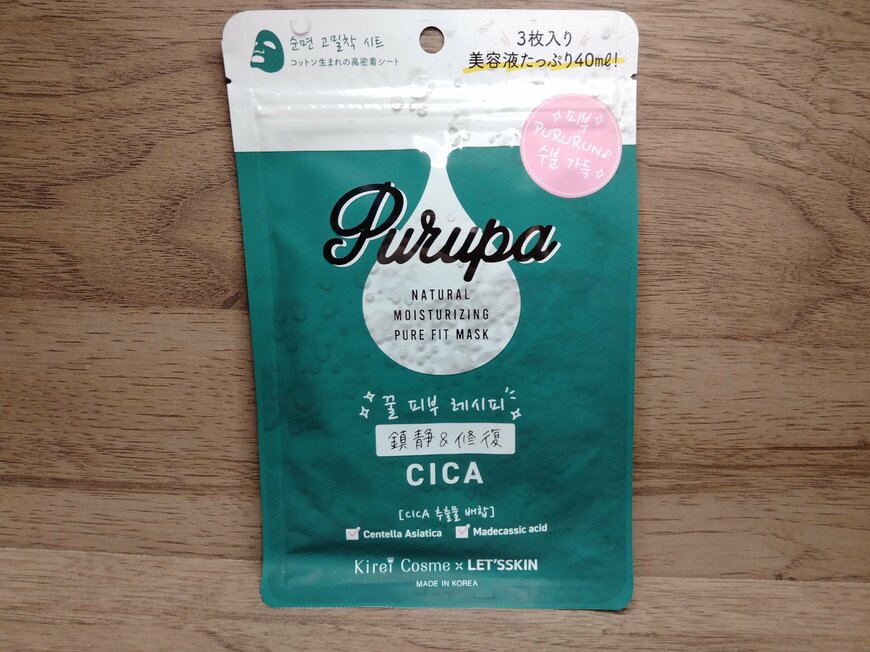 순면 고밀착 시트
コットン生まれの高密着シート
3枚入り
美容液たっぷり40ml!
피부
PURURUN♪
수분 가득
Purupa
NATURAL
MOISTURIZING
PURE FIT MASK
꿀 피부 레시피
鎮静&修復
CICA
[CICA 추출물 배합]
Centella Asiatica Madecassic acid
Kirei Cosme × LET'SSKIN
MADE IN KOREA